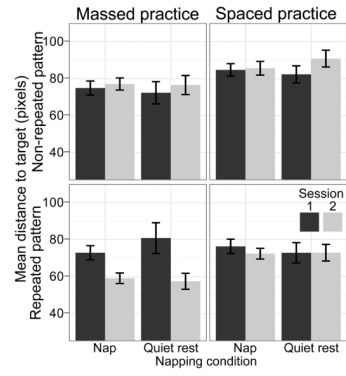 Massed practice
Spaced practice
Mean distance to target (pixels)
Non-repeated pattern
Repeated pattern
100
80
60
40
100
80
60
40
Session
1 2
Nap
Quiet rest
Nap
Quiet rest
Napping condition